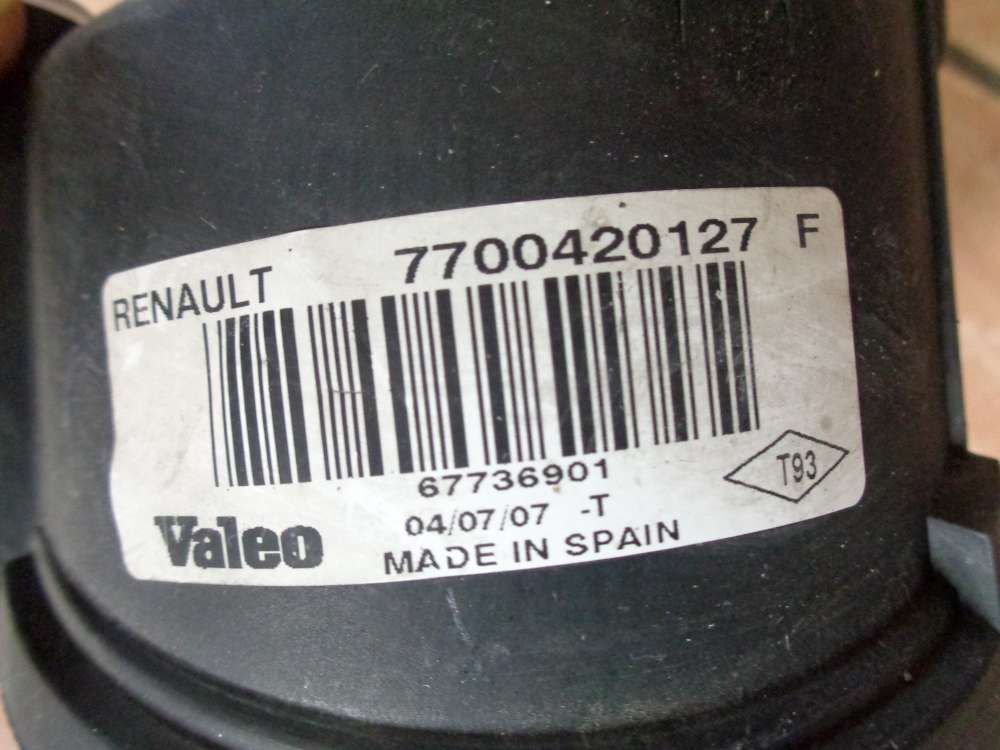 RENAULT 7700420127 F
67736901
T93
04/07/07 -T
Valeo
MADE IN SPAIN